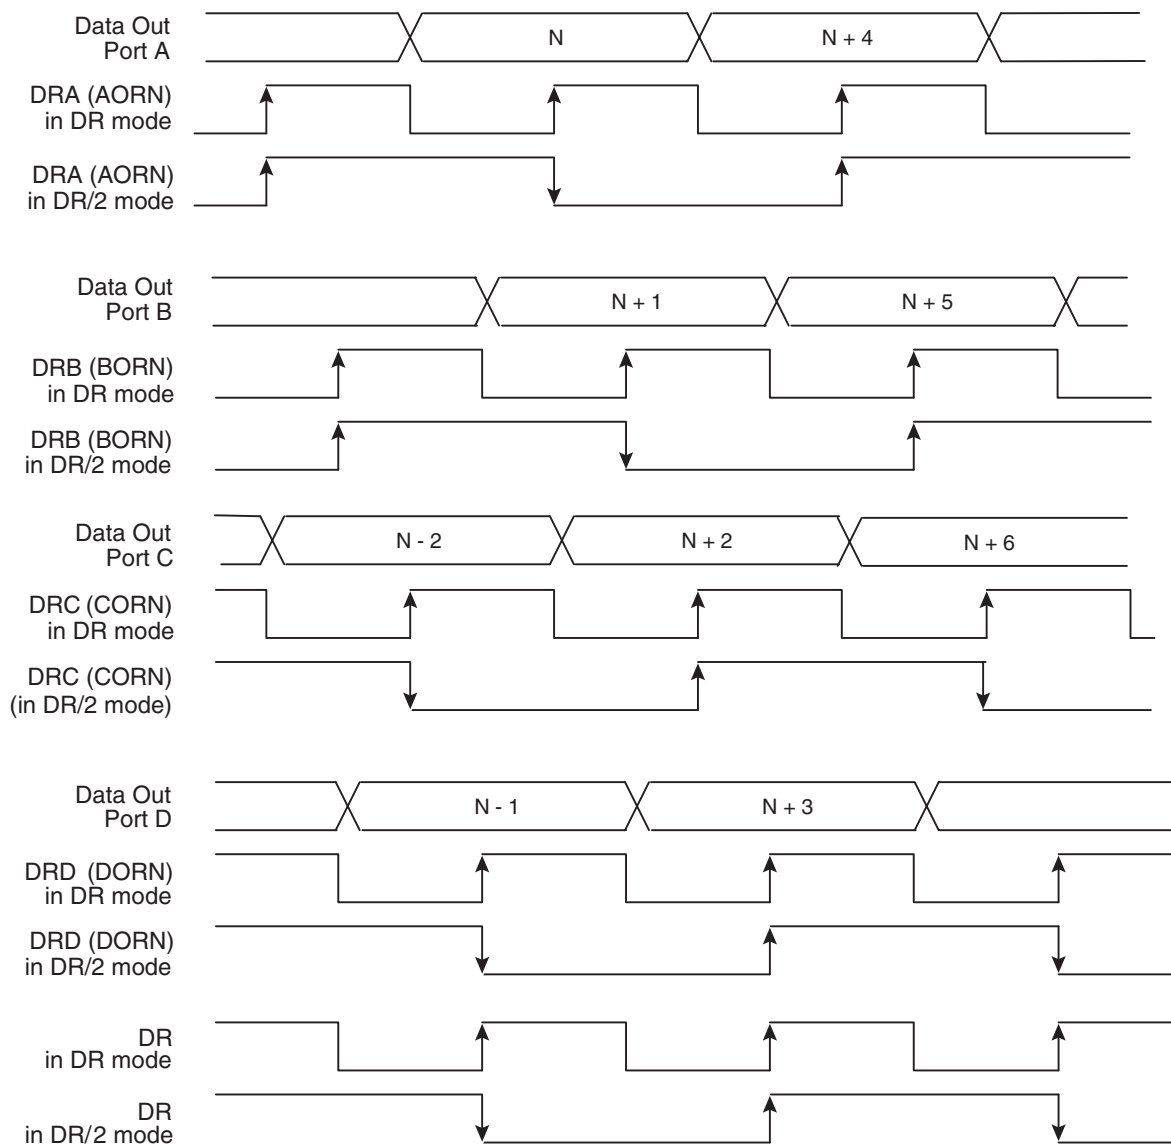 Data Out
Port A
N
N + 4
DRA (AORN)
in DR mode
DRA (AORN)
in DR/2 mode
Data Out
Port B
N + 1
N + 5
DRB (BORN)
in DR mode
DRB (BORN)
in DR/2 mode
Data Out
Port C
N - 2
N + 2
N + 6
DRC (CORN)
in DR mode
DRC (CORN)
(in DR/2 mode)
Data Out
Port D
N - 1
N + 3
DRD (DORN)
in DR mode
DRD (DORN)
in DR/2 mode
DR
in DR mode
DR
in DR/2 mode